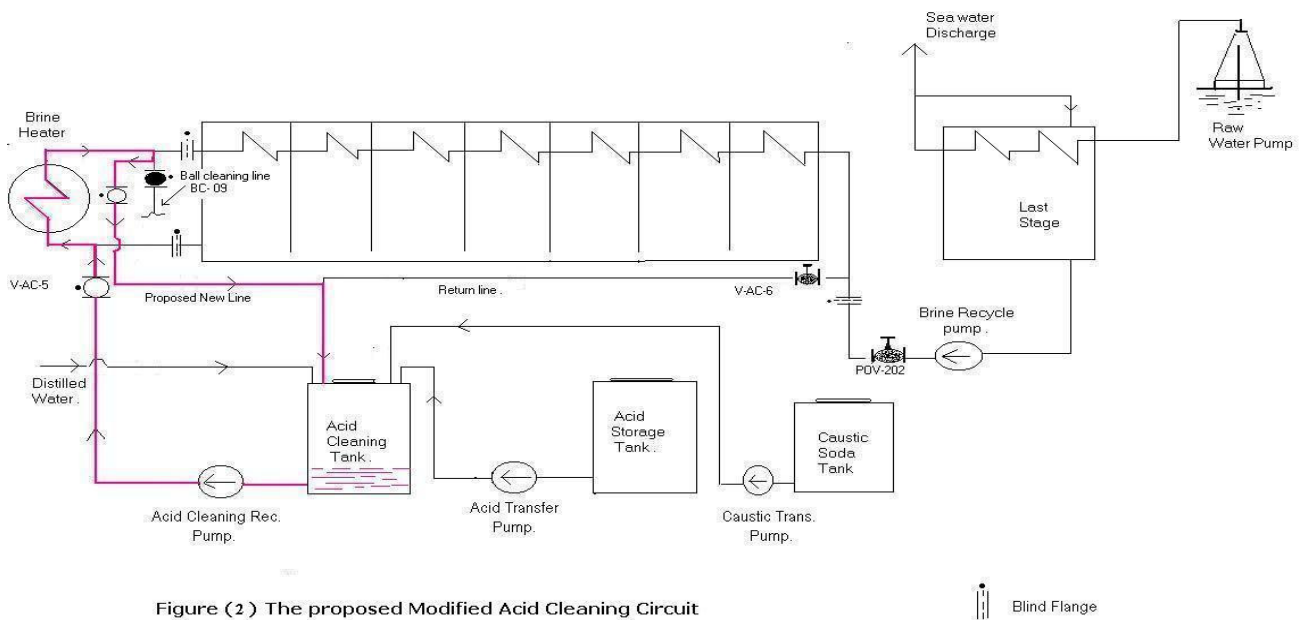 Sea water
Discharge
Raw
Water Pump
Brine
Heater
Ball cleaning line
BC- 09
Last
Stage
V-AC-5
Proposed New Line
Return line .
V-AC-6
Brine Recycle
pump .
POV-202
Distilled
Water .
Acid
Cleaning
Tank .
Acid
Storage
Tank .
Caustic
Soda
Tank
Acid Cleaning Rec.
Pump.
Acid Transfer
Pump.
Caustic Trans.
Pump.
Figure (2) The proposed Modified Acid Cleaning Circuit
Blind Flange